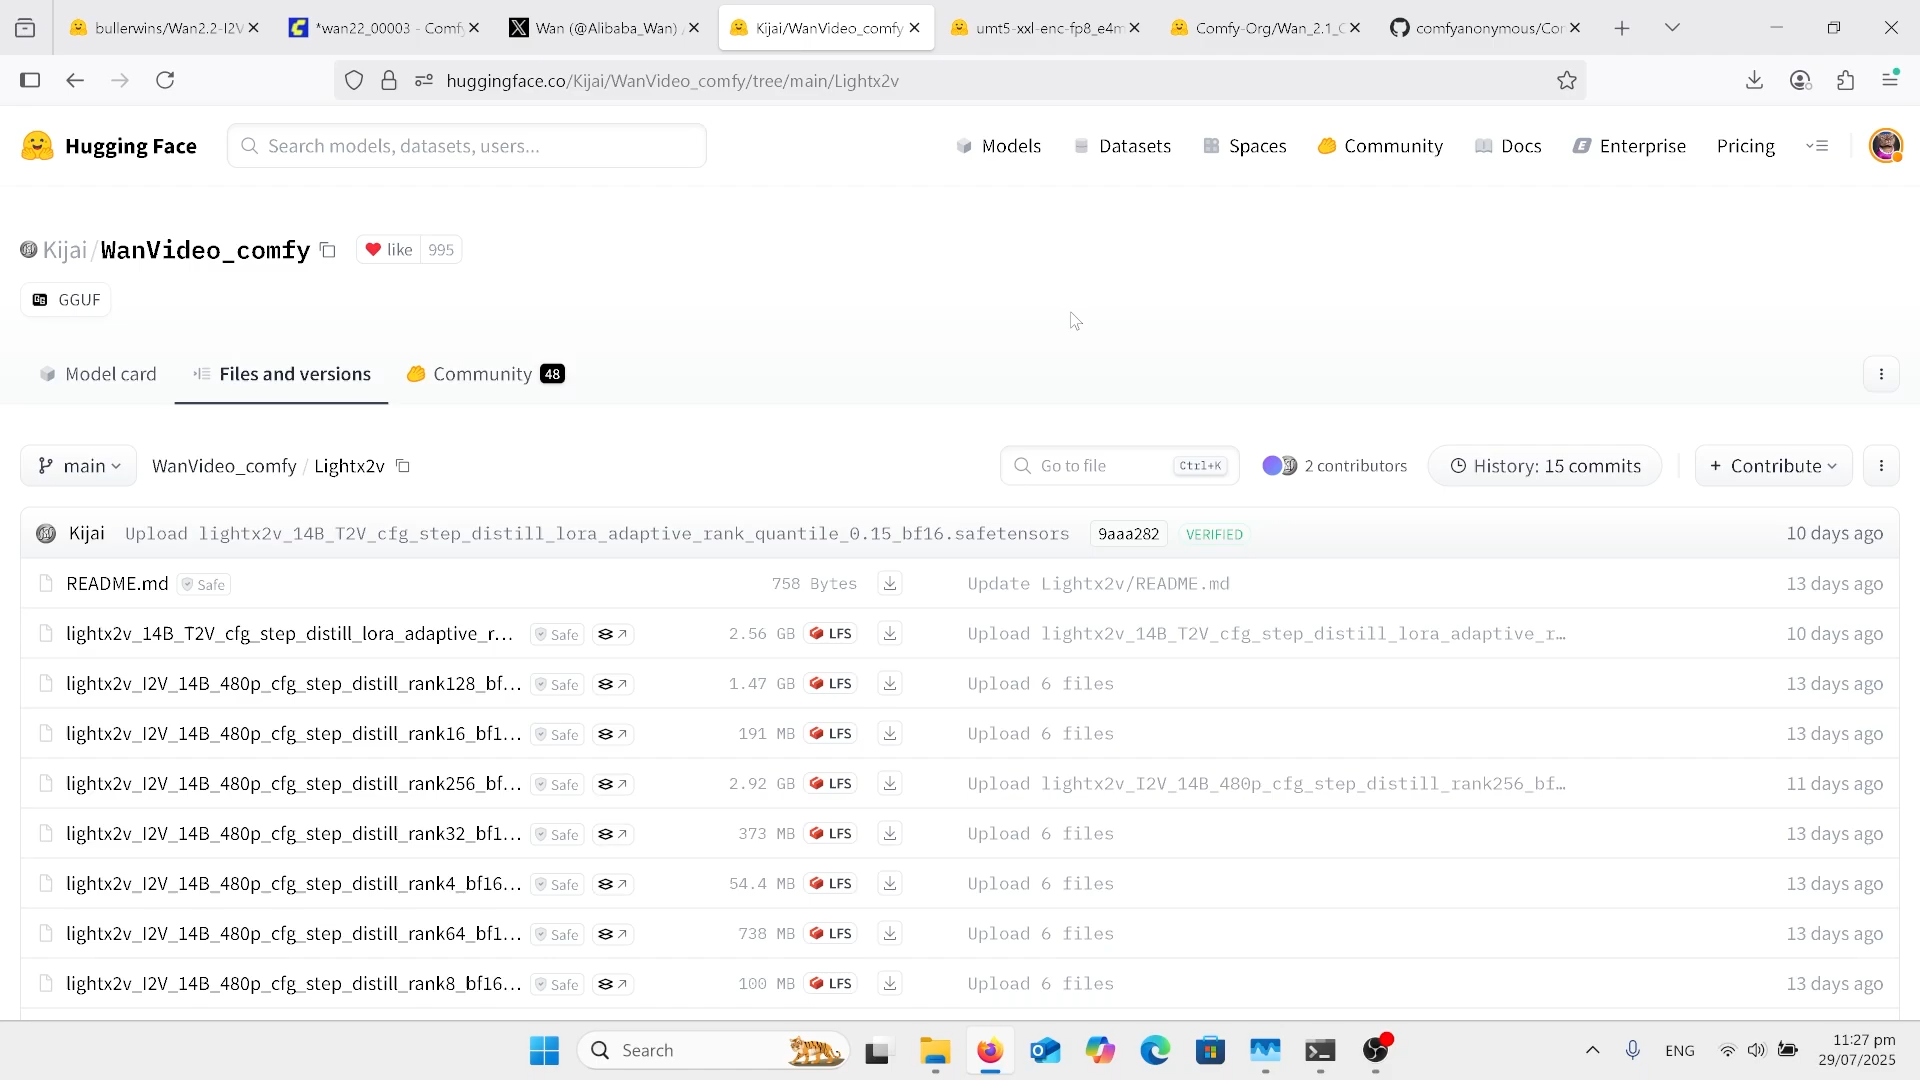 bullerwins/Wan2.2-I2V
*wan22_00003 - Comfy
Wan (@Alibaba_Wan)
Kijai/WanVideo_comfy
umt5-xxl-enc-fp8_e4m
Comfy-Org/Wan_2.1_C
comfyanonymous/Cor
huggingface.co/Kijai/WanVideo_comfy/tree/main/Lightx2v
Hugging Face
Search models, datasets, users...
Models
Datasets
Spaces
Community
Docs
Enterprise
Pricing
Kijai/WanVideo_comfy
like 995
GGUF
Model card
Files and versions
Community 48
main
WanVideo_comfy / Lightx2v
Go to file Ctrl+K
2 contributors
History: 15 commits
+ Contribute
Kijai Upload lightx2v_14B_T2V_cfg_step_distill_lora_adaptive_rank_quantile_0.15_bf16.safetensors 9aaa282 VERIFIED 10 days ago
README.md Safe 758 Bytes Update Lightx2v/README.md 13 days ago
lightx2v_14B_T2V_cfg_step_distill_lora_adaptive_r... Safe 2.56 GB LFS Upload lightx2v_14B_T2V_cfg_step_distill_lora_adaptive_r… 10 days ago
lightx2v_I2V_14B_480p_cfg_step_distill_rank128_bf... Safe 1.47 GB LFS Upload 6 files 13 days ago
lightx2v_I2V_14B_480p_cfg_step_distill_rank16_bf1... Safe 191 MB LFS Upload 6 files 13 days ago
lightx2v_I2V_14B_480p_cfg_step_distill_rank256_bf... Safe 2.92 GB LFS Upload lightx2v_I2V_14B_480p_cfg_step_distill_rank256_bf… 11 days ago
lightx2v_I2V_14B_480p_cfg_step_distill_rank32_bf1... Safe 373 MB LFS Upload 6 files 13 days ago
lightx2v_I2V_14B_480p_cfg_step_distill_rank4_bf16... Safe 54.4 MB LFS Upload 6 files 13 days ago
lightx2v_I2V_14B_480p_cfg_step_distill_rank64_bf1... Safe 738 MB LFS Upload 6 files 13 days ago
lightx2v_I2V_14B_480p_cfg_step_distill_rank8_bf16... Safe 100 MB LFS Upload 6 files 13 days ago
Search
ENG
11:27 pm
29/07/2025